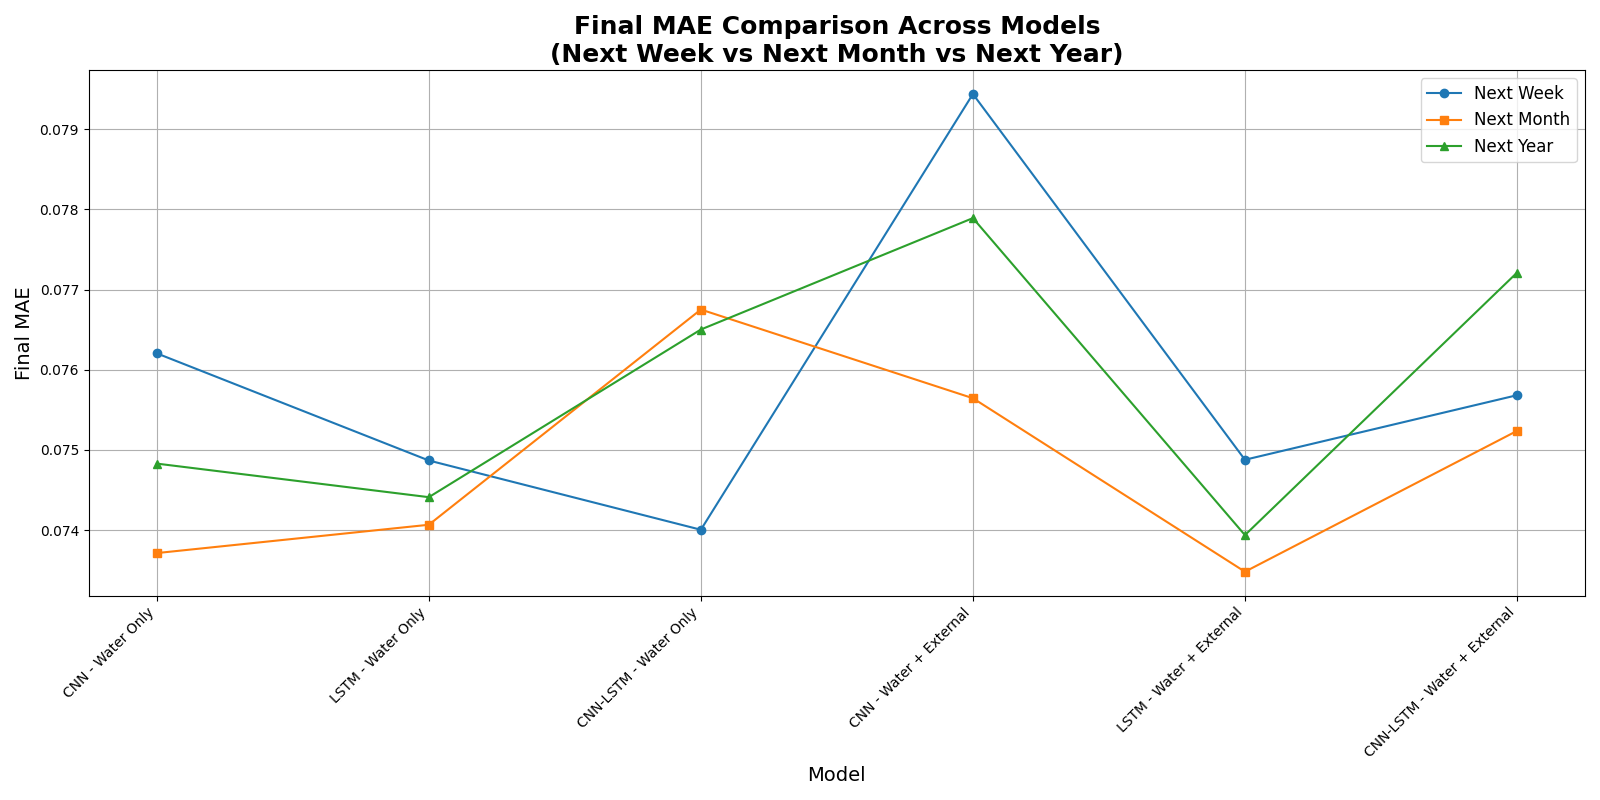 Final MAE Comparison Across Models
(Next Week vs Next Month vs Next Year)
Next Week
Next Month
Next Year
Final MAE
0.079
0.078
0.077
0.076
0.075
0.074
CNN - Water Only
LSTM - Water Only
CNN-LSTM - Water Only
CNN - Water + External
LSTM - Water + External
CNN-LSTM - Water + External
Model